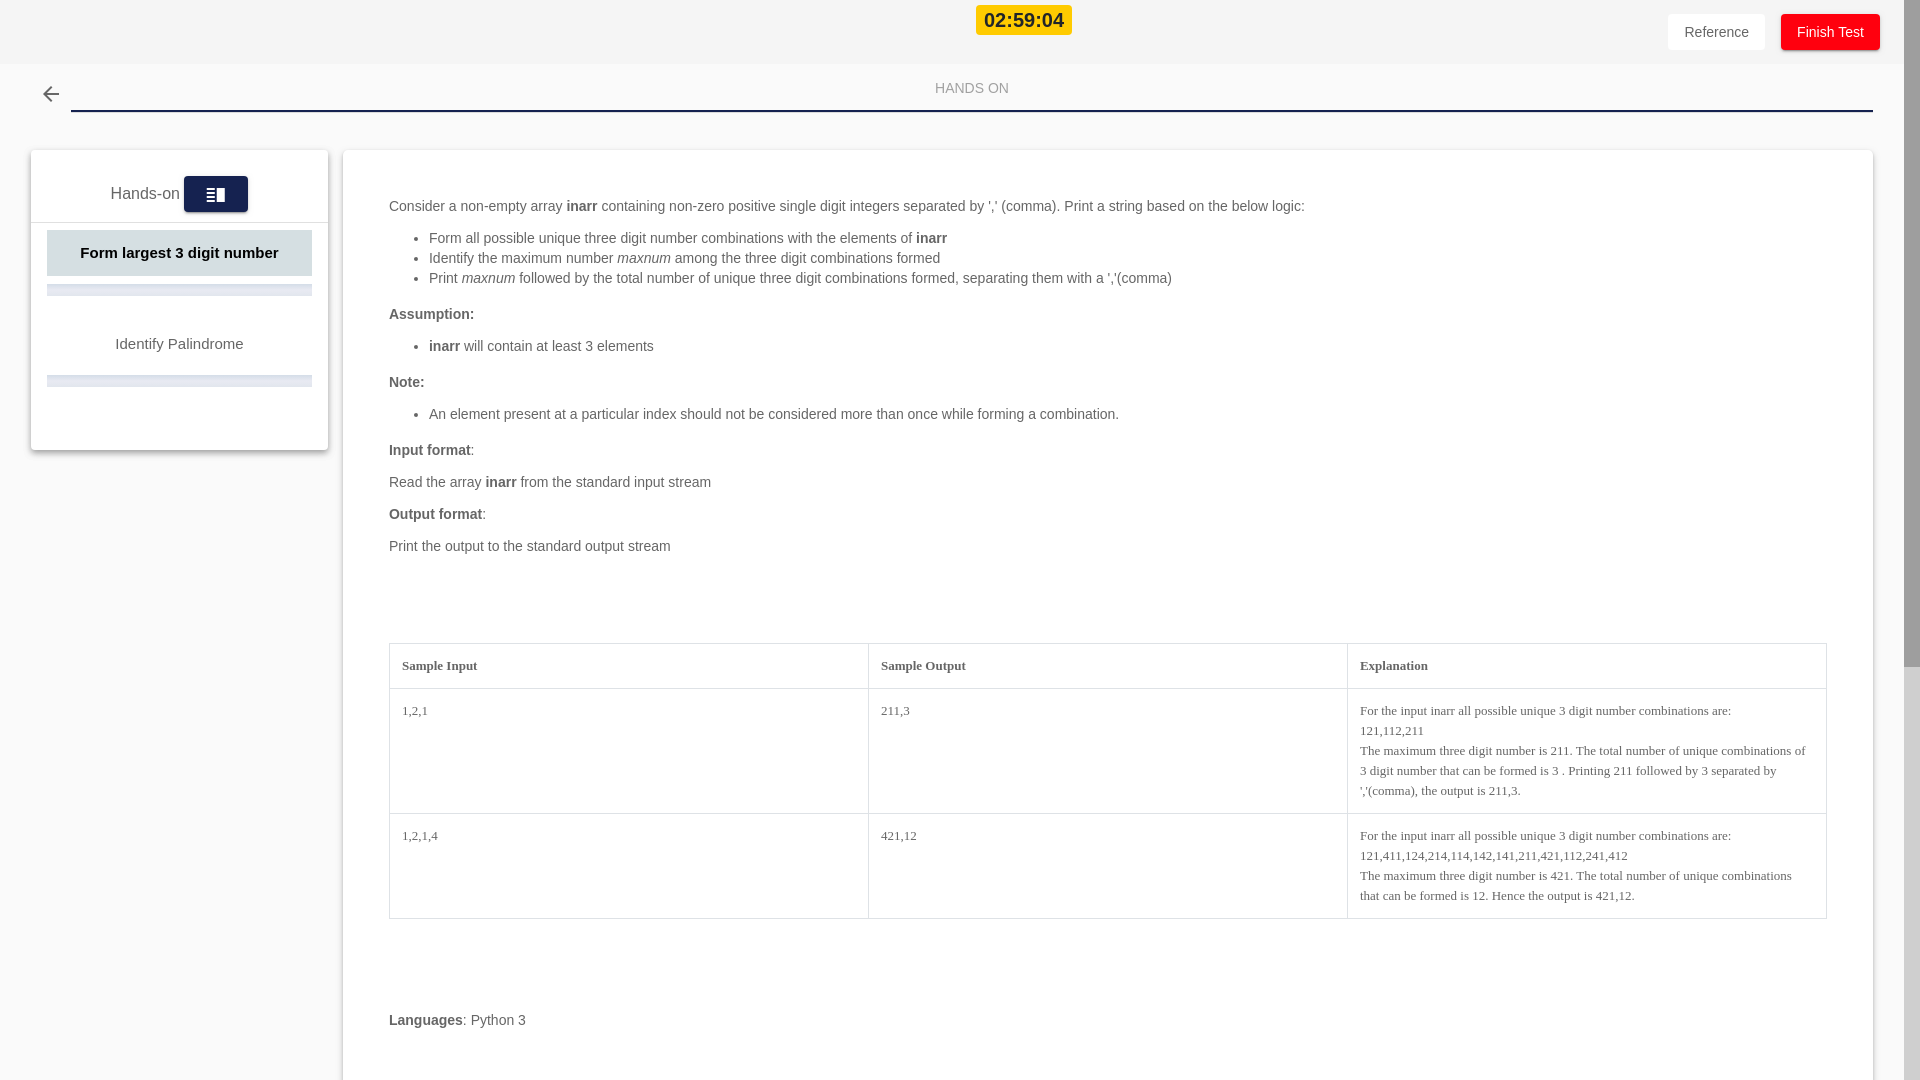 02:59:04
Reference
Finish Test
HANDS ON
Hands-on
Form largest 3 digit number
Identify Palindrome
Consider a non-empty array inarr containing non-zero positive single digit integers separated by ',' (comma). Print a string based on the below logic:
• Form all possible unique three digit number combinations with the elements of inarr
• Identify the maximum number maxnum among the three digit combinations formed
• Print maxnum followed by the total number of unique three digit combinations formed, separating them with a ','(comma)
Assumption:
• inarr will contain at least 3 elements
Note:
• An element present at a particular index should not be considered more than once while forming a combination.
Input format:
Read the array inarr from the standard input stream
Output format:
Print the output to the standard output stream
Sample Input
Sample Output
Explanation
1,2,1
211,3
For the input inarr all possible unique 3 digit number combinations are:
121,112,211
The maximum three digit number is 211. The total number of unique combinations of
3 digit number that can be formed is 3 . Printing 211 followed by 3 separated by
','(comma), the output is 211,3.
1,2,1,4
421,12
For the input inarr all possible unique 3 digit number combinations are:
121,411,124,214,114,142,141,211,421,112,241,412
The maximum three digit number is 421. The total number of unique combinations
that can be formed is 12. Hence the output is 421,12.
Languages: Python 3